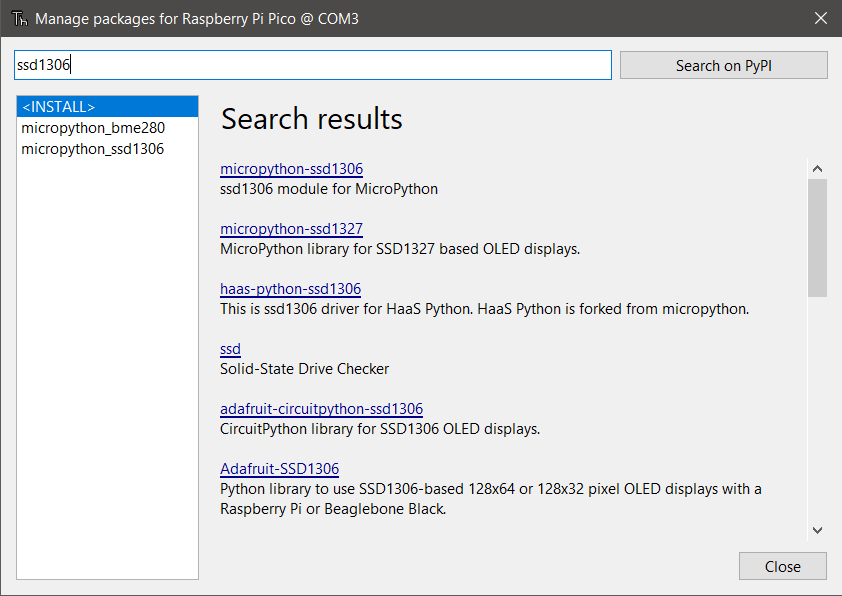 Th Manage packages for Raspberry Pi Pico @ COM3
ssd1306
Search on PyPI
<INSTALL>
micropython_bme280
micropython_ssd1306
Search results
micropython-ssd1306
ssd1306 module for MicroPython
micropython-ssd1327
MicroPython library for SSD1327 based OLED displays.
haas-python-ssd1306
This is ssd1306 driver for HaaS Python. HaaS Python is forked from micropython.
ssd
Solid-State Drive Checker
adafruit-circuitpython-ssd1306
CircuitPython library for SSD1306 OLED displays.
Adafruit-SSD1306
Python library to use SSD1306-based 128x64 or 128x32 pixel OLED displays with a
Raspberry Pi or Beaglebone Black.
Close